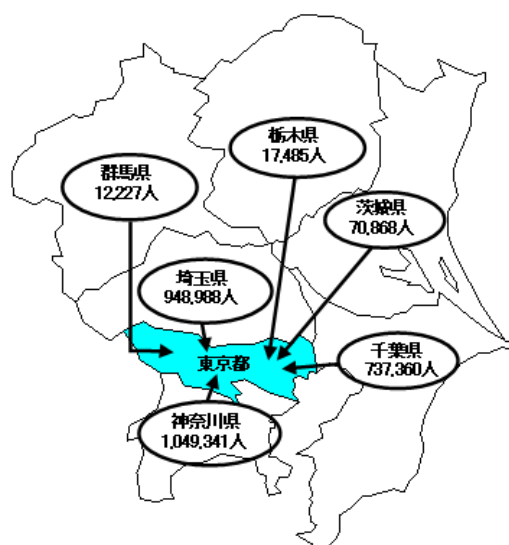 栃木県
17,485人
群馬県
12,227人
茨城県
70,868人
埼玉県
948,988人
東京都
千葉県
737,360人
神奈川県
1,049,341人